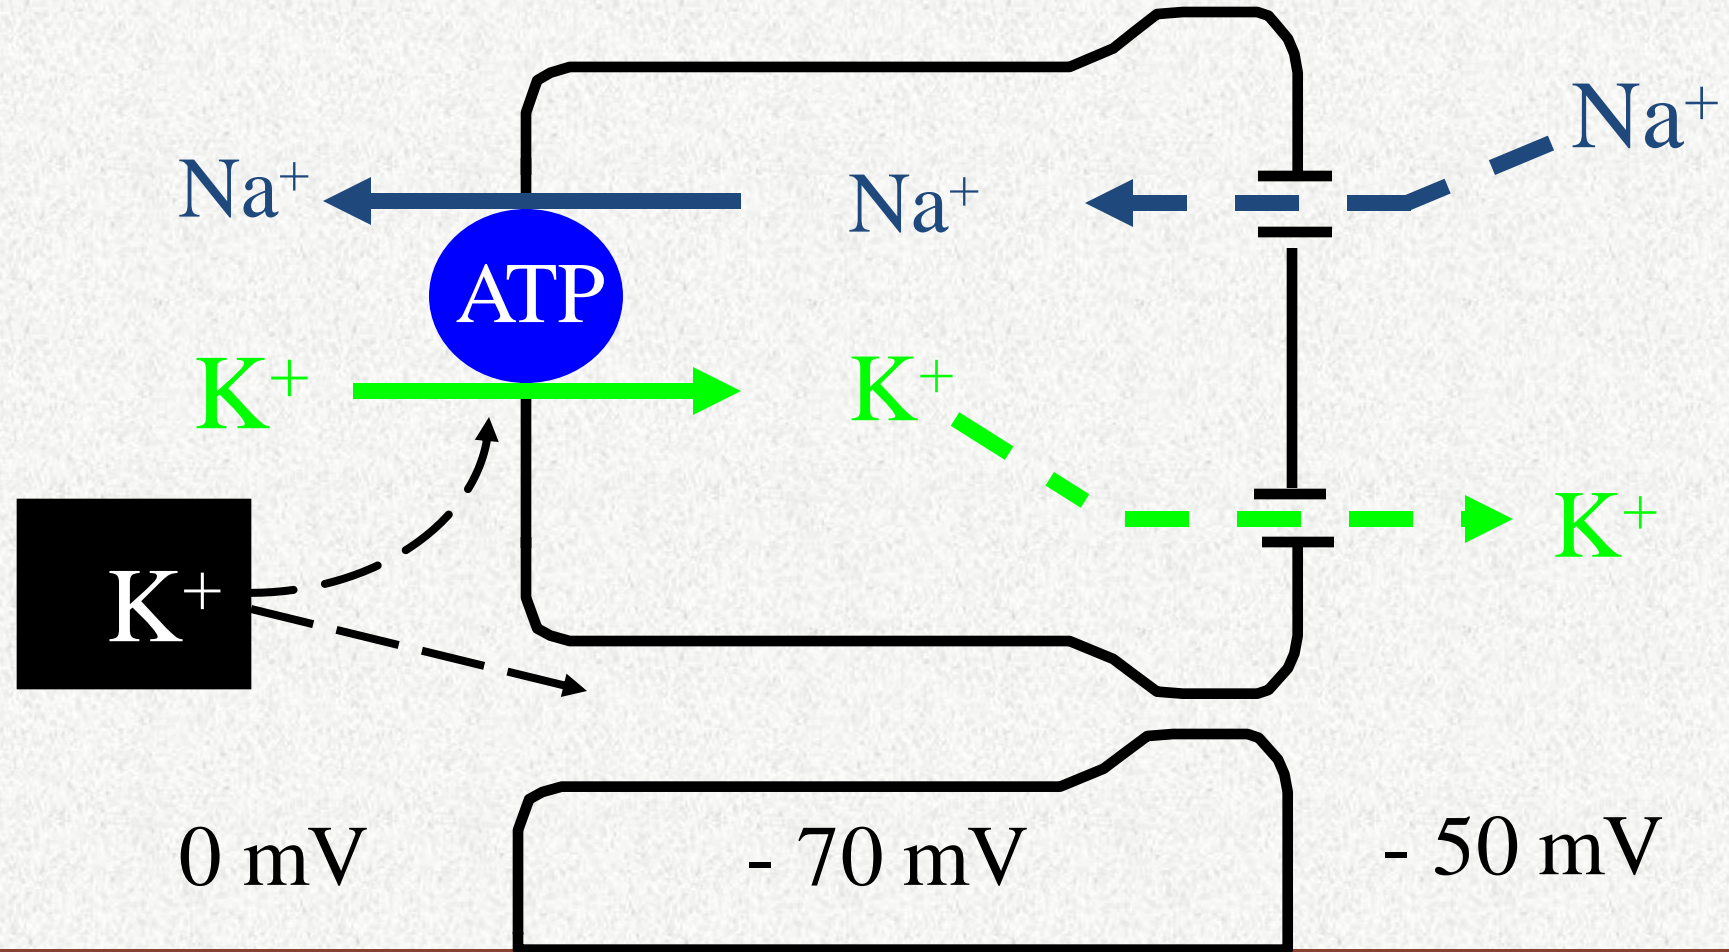 Na⁺
Na⁺ Na⁺
ATP
K⁺ K⁺
K⁺
K⁺
0 mV - 70 mV - 50 mV